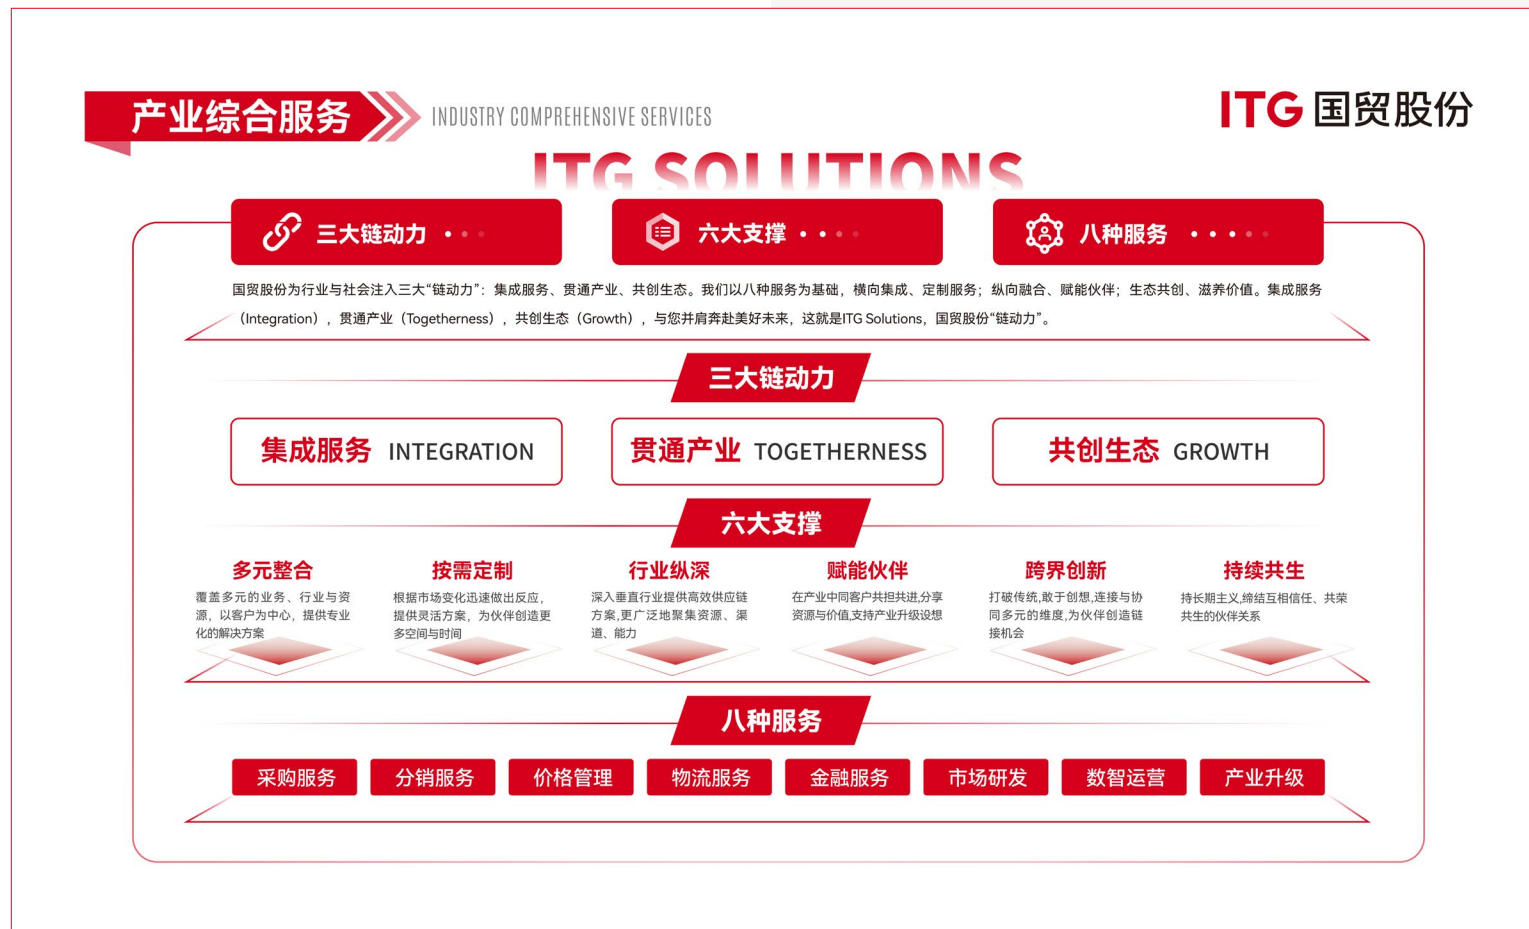 产业综合服务
INDUSTRY COMPREHENSIVE SERVICES
ITG 国贸股份
ITG SOLUTIONS
三大链动力
六大支撑
八种服务
国贸股份为行业与社会注入三大“链动力”：集成服务、贯通产业、共创生态。我们以八种服务为基础，横向集成、定制服务；纵向融合、赋能伙伴；生态共创、滋养价值。集成服务
（Integration），贯通产业（Togetherness），共创生态（Growth），与您并肩奔赴美好未来，这就是ITG Solutions，国贸股份“链动力”。
三大链动力
集成服务 INTEGRATION
贯通产业 TOGETHERNESS
共创生态 GROWTH
六大支撑
多元整合
覆盖多元的业务、行业与资
源，以客户为中心，提供专业
化的解决方案
按需定制
根据市场变化迅速做出反应，
提供灵活方案，为伙伴创造更
多空间与时间
行业纵深
深入垂直行业提供高效供应链
方案,更广泛地聚集资源、渠
道、能力
赋能伙伴
在产业中同客户共担共进,分享
资源与价值,支持产业升级设想
跨界创新
打破传统,敢于创想,连接与协
同多元的维度,为伙伴创造链
接机会
持续共生
持长期主义,缔结互相信任、共荣
共生的伙伴关系
八种服务
采购服务
分销服务
价格管理
物流服务
金融服务
市场研发
数智运营
产业升级